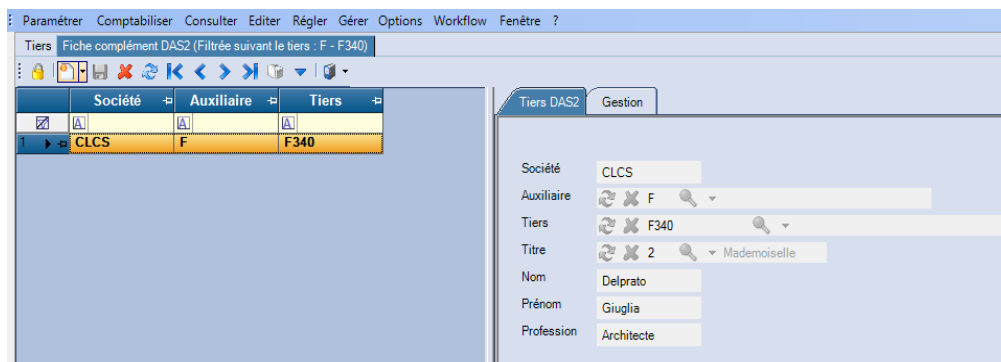 Paramétrer Comptabiliser Consulter Editer Régler Gérer Options Workflow Fenêtre ?
Tiers Fiche complément DAS2 (Filtrée suivant le tiers : F - F340)
Société Auxiliaire Tiers
A A A
1 CLCS F F340
Tiers DAS2 Gestion
Société CLCS
Auxiliaire F
Tiers F340
Titre 2 Mademoiselle
Nom Delprato
Prénom Giuglia
Profession Architecte